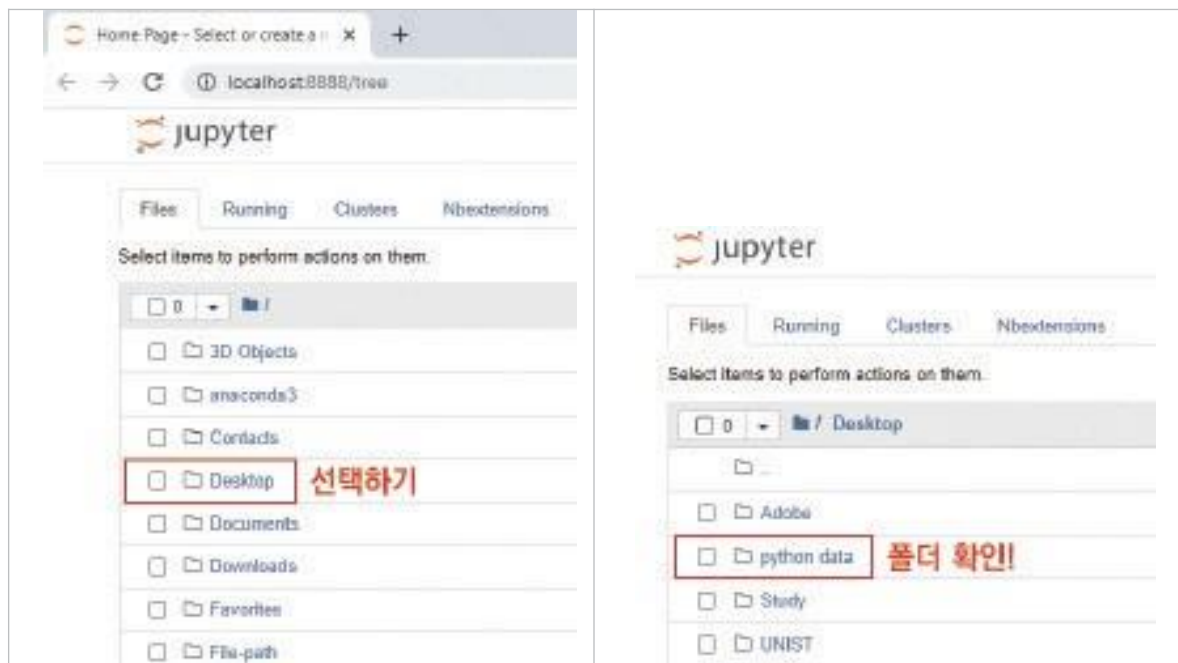 Home Page - Select or create a n
localhost:8888/tree
jupyter
Files Running Clusters Nbextensions
Select items to perform actions on them.
0 /
3D Objects
anaconda3
Contacts
Desktop 선택하기
Documents
Downloads
Favorites
File-path
jupyter
Files Running Clusters Nbextensions
Select items to perform actions on them.
0 / Desktop
..
Adobe
python data 폴더 확인!
Study
UNIST